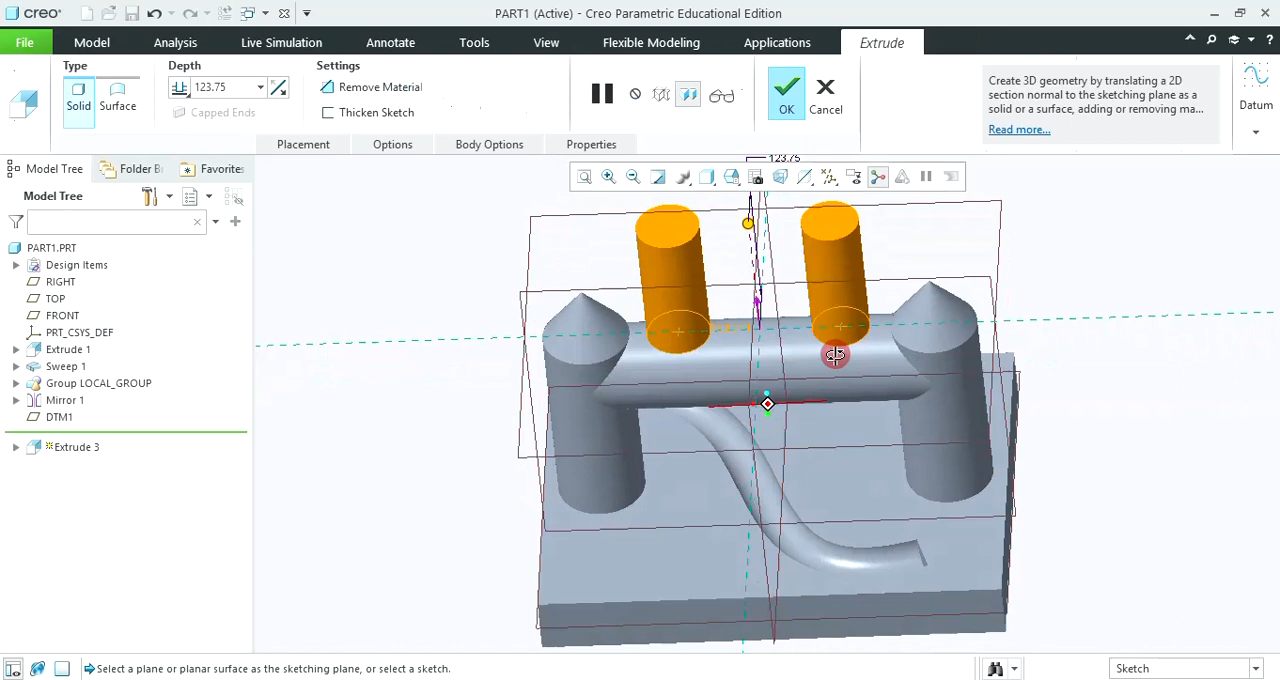 creo PART1 (Active) - Creo Parametric Educational Edition
File Model Analysis Live Simulation Annotate Tools View Flexible Modeling Applications Extrude
Type Depth Settings
Solid Surface 123.75 Remove Material OK Cancel
Capped Ends Thicken Sketch
Create 3D geometry by translating a 2D
section normal to the sketching plane as a
solid or a surface, adding or removing ma...
Read more...
Datum
Placement Options Body Options Properties
Model Tree Folder B Favorites
Model Tree
123.75
PART1.PRT
Design Items
RIGHT
TOP
FRONT
PRT_CSYS_DEF
Extrude 1
Sweep 1
Group LOCAL_GROUP
Mirror 1
DTM1
Extrude 3
Select a plane or planar surface as the sketching plane, or select a sketch.
Sketch